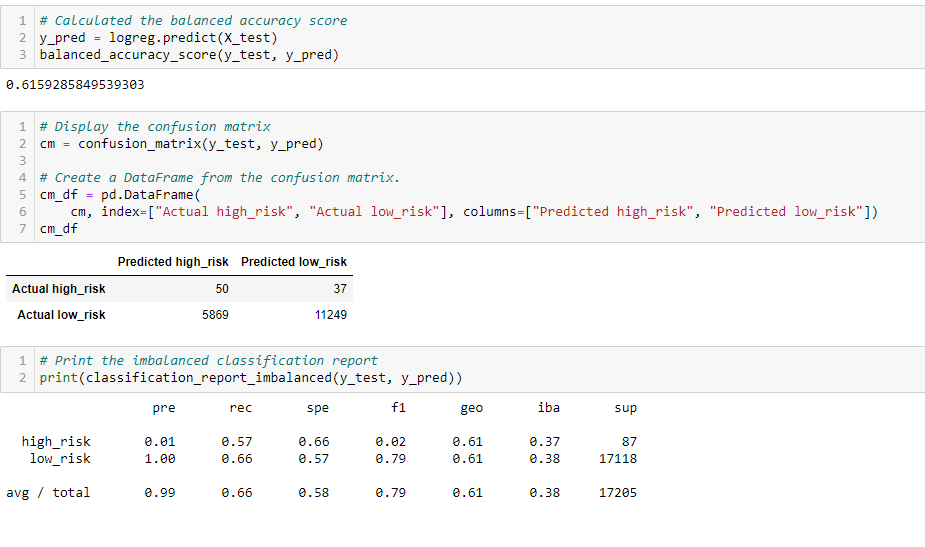 1 # Calculated the balanced accuracy score
2 y_pred = logreg.predict(X_test)
3 balanced_accuracy_score(y_test, y_pred)
0.6159285849539303
1 # Display the confusion matrix
2 cm = confusion_matrix(y_test, y_pred)
3
4 # Create a DataFrame from the confusion matrix.
5 cm_df = pd.DataFrame(
6 cm, index=["Actual high_risk", "Actual low_risk"], columns=["Predicted high_risk", "Predicted low_risk"])
7 cm_df
Predicted high_risk Predicted low_risk
Actual high_risk 50 37
Actual low_risk 5869 11249
1 # Print the imbalanced classification report
2 print(classification_report_imbalanced(y_test, y_pred))
pre rec spe f1 geo iba sup
high_risk 0.01 0.57 0.66 0.02 0.61 0.37 87
low_risk 1.00 0.66 0.57 0.79 0.61 0.38 17118
avg / total 0.99 0.66 0.58 0.79 0.61 0.38 17205